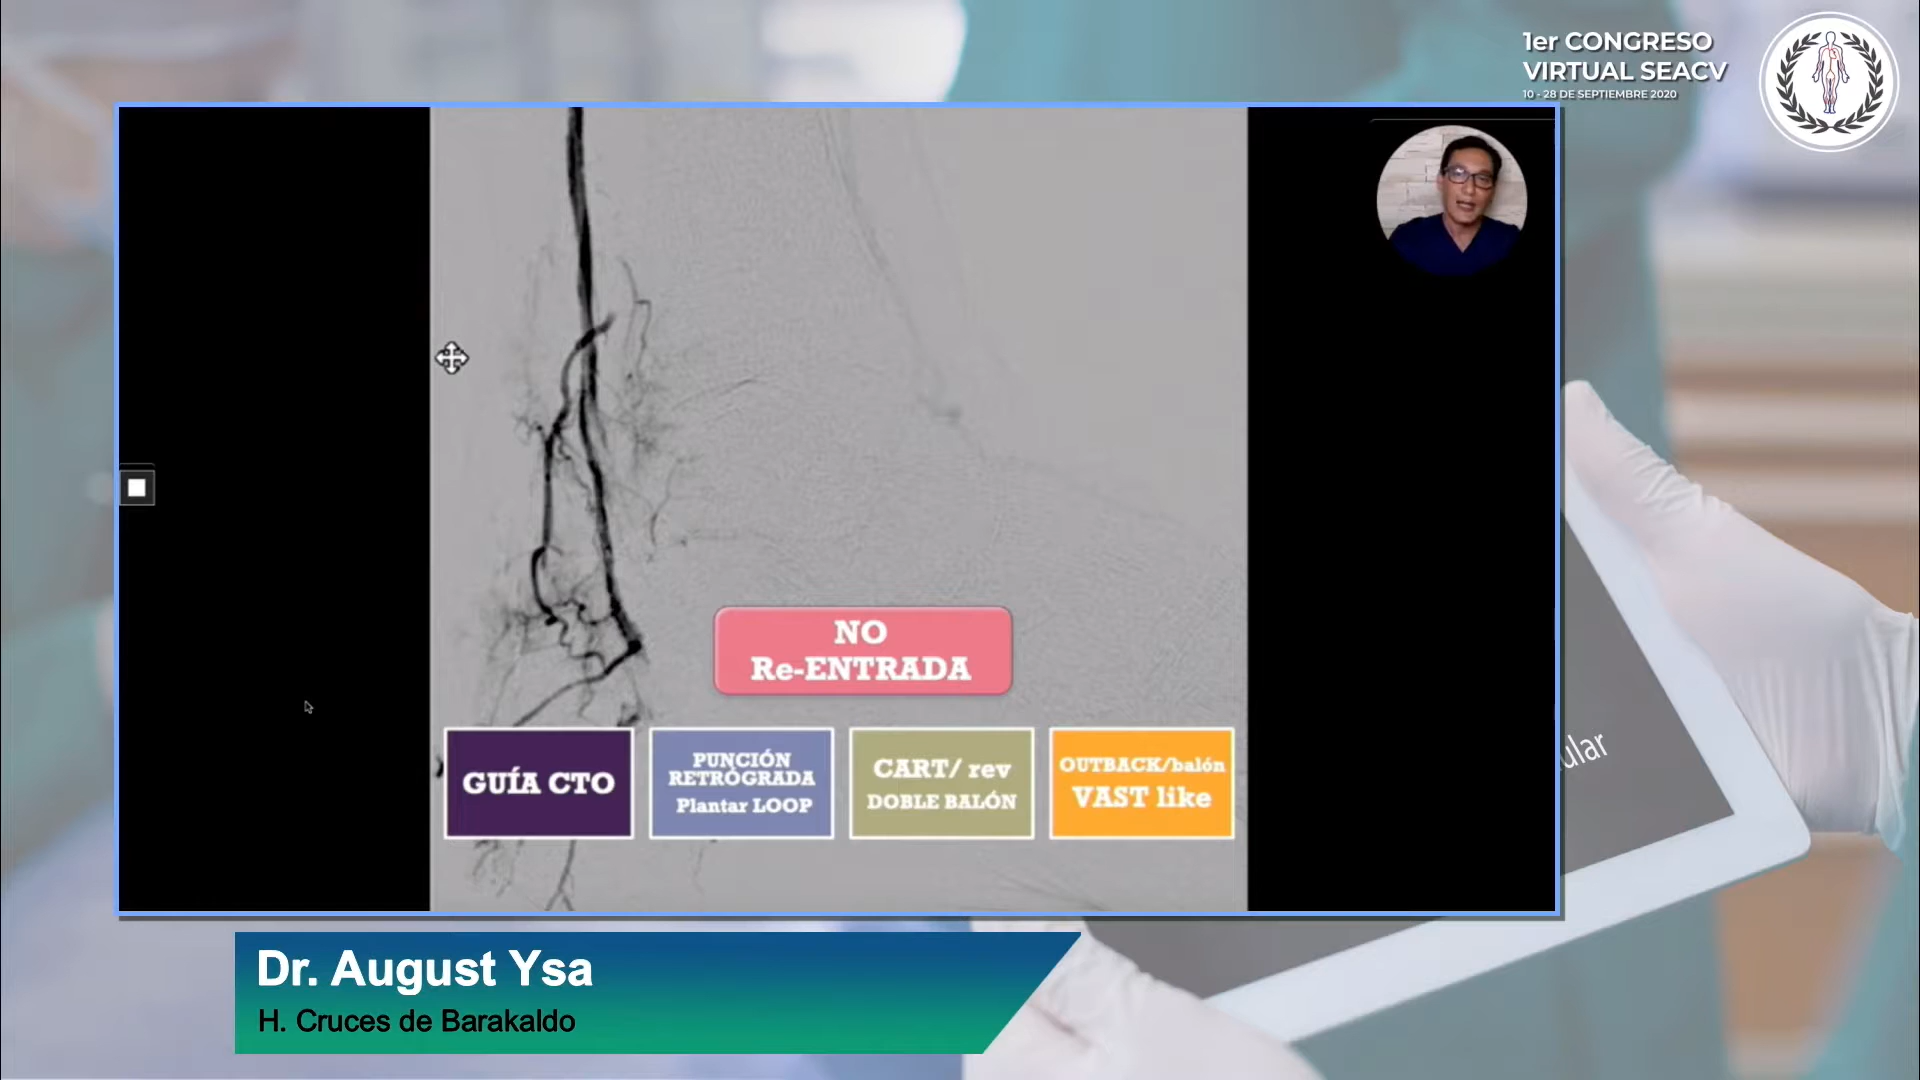 1er CONGRESO
VIRTUAL SEACV
10 - 28 DE SEPTIEMBRE 2020
NO
Re-ENTRADA
GUÍA CTO
PUNCIÓN
RETRÓGRADA
Plantar LOOP
CART/ rev
DOBLE BALÓN
OUTBACK/balón
VAST like
ular
Dr. August Ysa
H. Cruces de Barakaldo